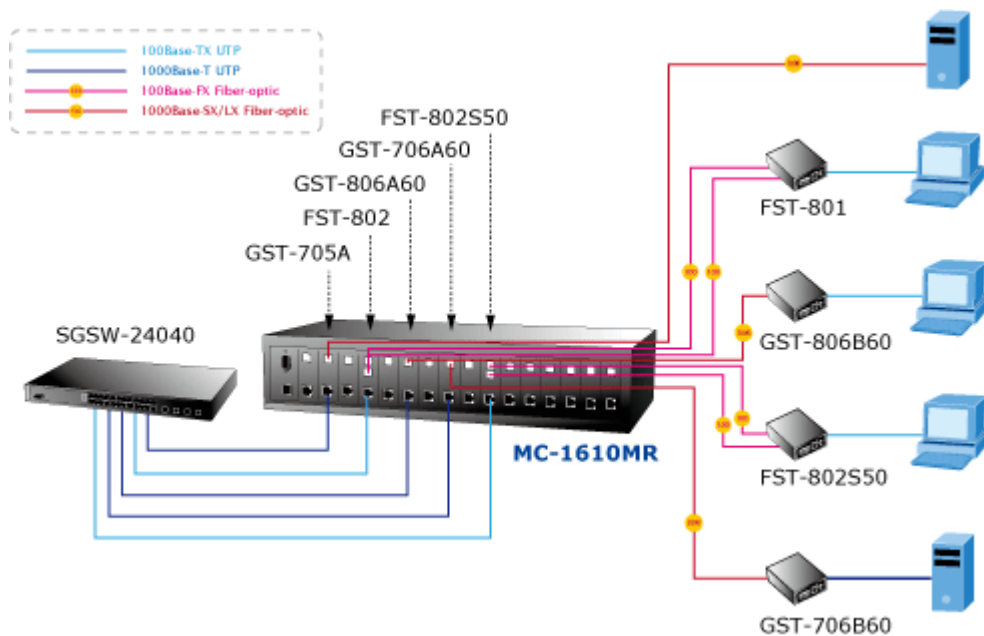 100Base-TX UTP
1000Base-T UTP
100Base-FX Fiber-optic
1000Base-SX/LX Fiber-optic
FST-802S50
GST-706A60
GST-806A60
FST-802
GST-705A
SGSW-24040
MC-1610MR
FST-801
GST-806B60
FST-802S50
GST-706B60